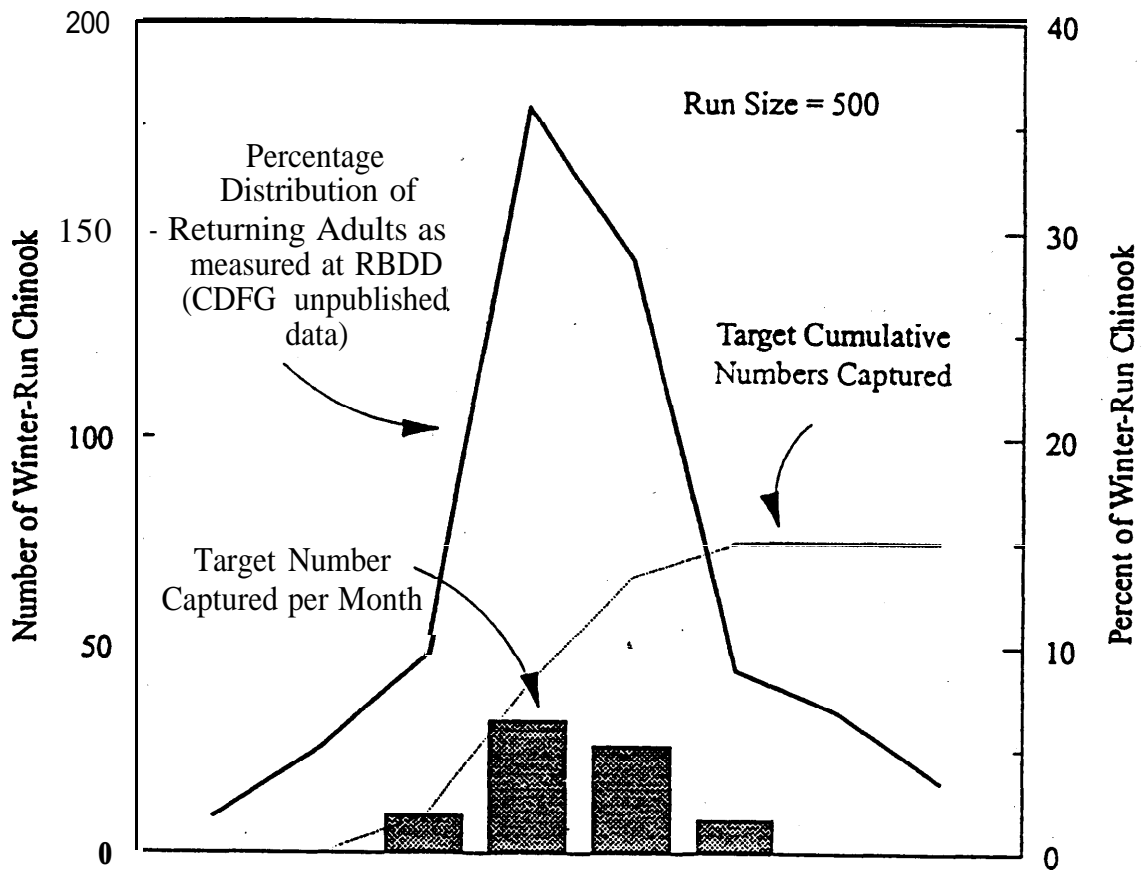 200
40
Run Size = 500
Percentage
Distribution of
Returning Adults as
measured at RBDD
(CDFG unpublished
data)
150
30
Target Cumulative
Numbers Captured
100
20
Target Number
Captured per Month
50
10
0
0
Number of Winter-Run Chinook
Percent of Winter-Run Chinook